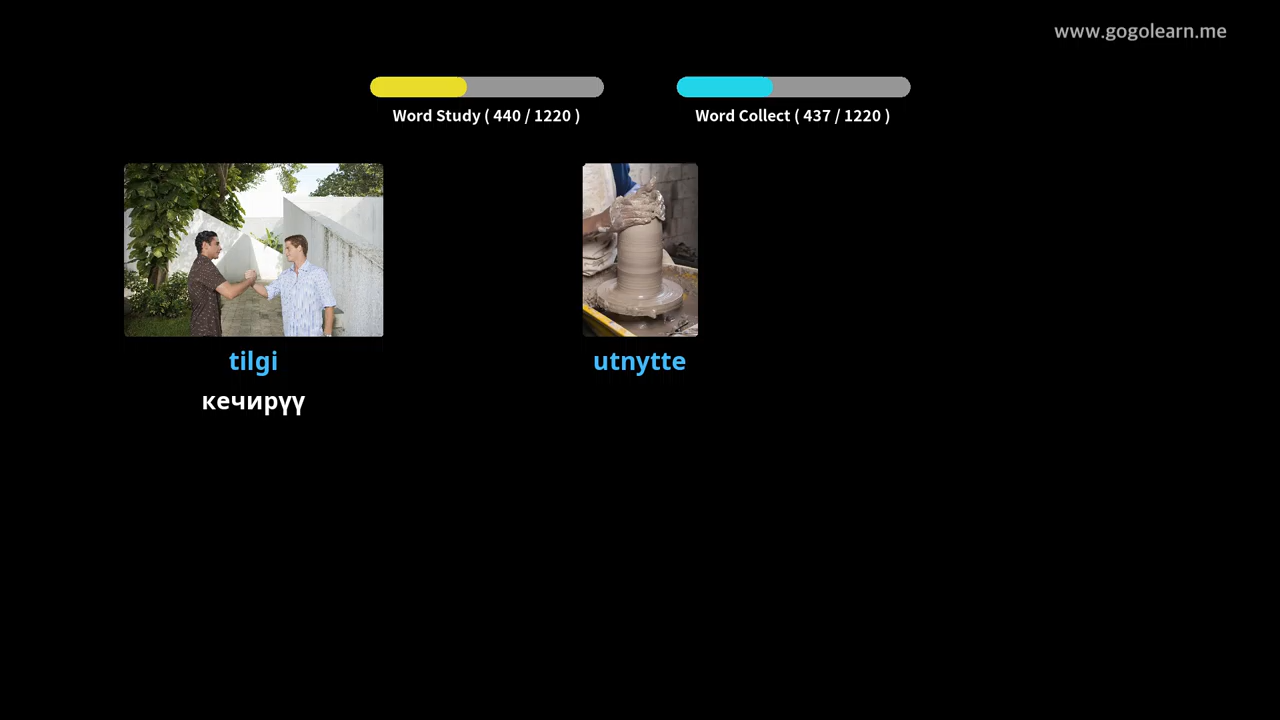 www.gogolearn.me
Word Study ( 440 / 1220 )
Word Collect ( 437 / 1220 )
tilgi
utnytte
кечирүү